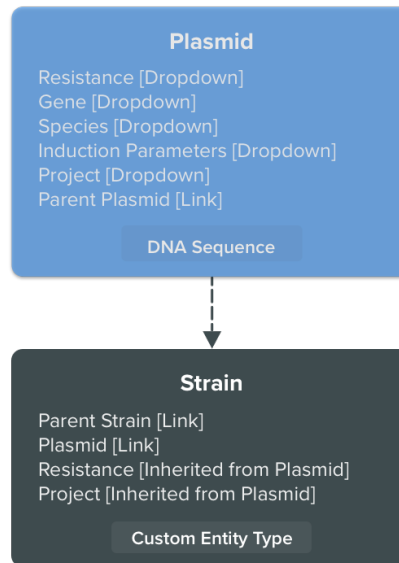 Plasmid
Resistance [Dropdown]
Gene [Dropdown]
Species [Dropdown]
Induction Parameters [Dropdown]
Project [Dropdown]
Parent Plasmid [Link]
DNA Sequence
Strain
Parent Strain [Link]
Plasmid [Link]
Resistance [Inherited from Plasmid]
Project [Inherited from Plasmid]
Custom Entity Type